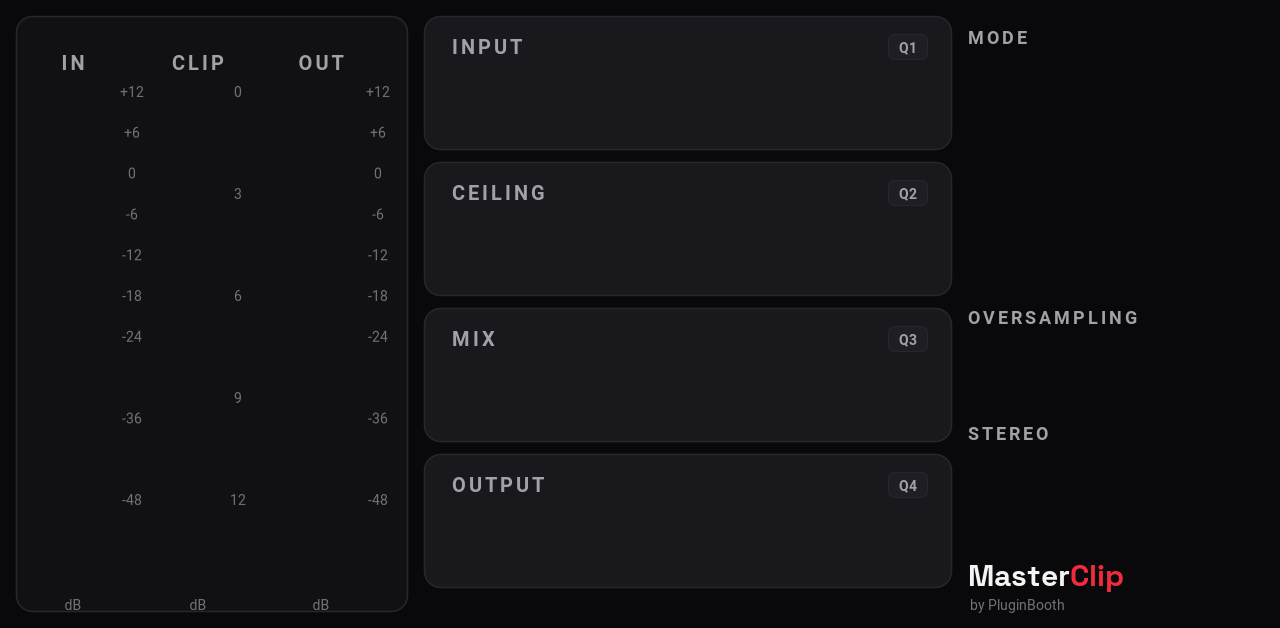 IN CLIP OUT
+12 0 +12
+6 +6
0 0
3
-6 -6
-12 -12
-18 6 -18
-24 -24
9
-36 -36
-48 12 -48
dB dB dB
INPUT Q1
CEILING Q2
MIX Q3
OUTPUT Q4
MODE
OVERSAMPLING
STEREO
MasterClip
by PluginBooth